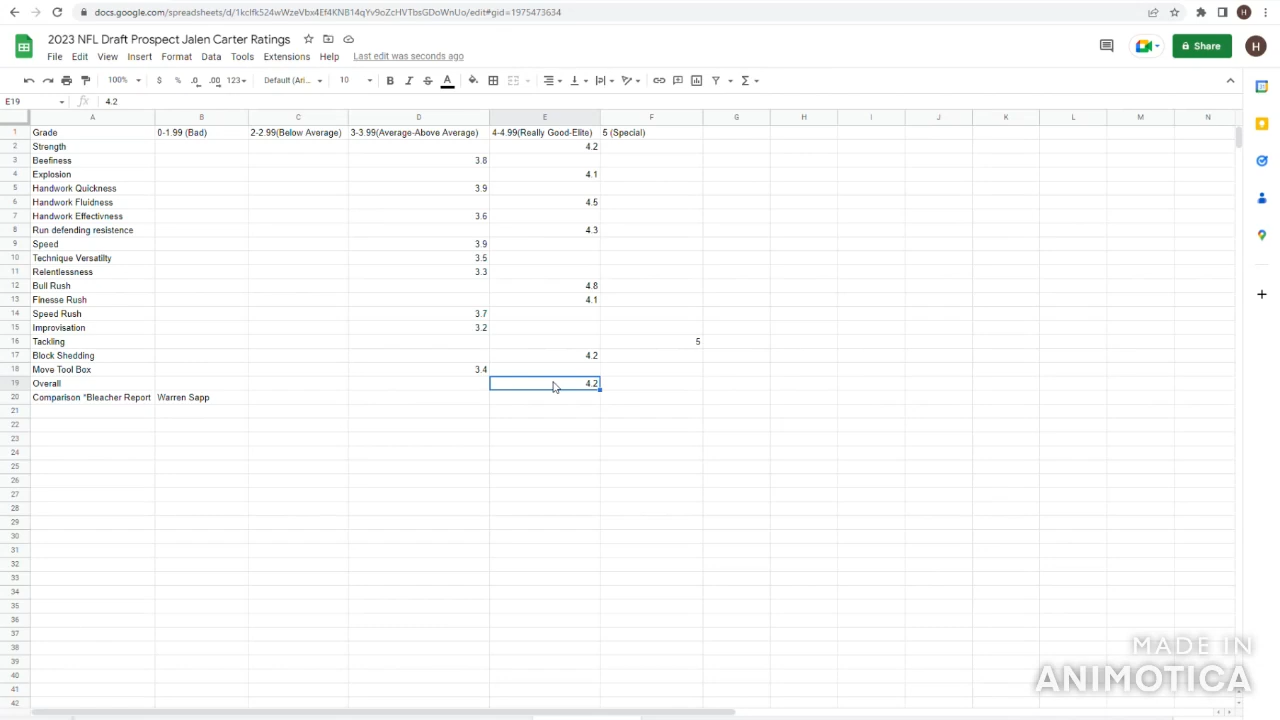 docs.google.com/spreadsheets/d/1kclfk524wWzeVbx4Ef4KNB14qYv9oZcHVTbsGDoWnUo/edit#gid=1975473634
H
2023 NFL Draft Prospect Jalen Carter Ratings
File Edit View Insert Format Data Tools Extensions Help Last edit was seconds ago
Share
H
100% $ % .0 .00 123 Default (Ari... 10 B I S A
E19 fx 4.2
A B C D E F G H I J K L M N
1 Grade 0-1.99 (Bad) 2-2.99(Below Average) 3-3.99(Average-Above Average) 4-4.99(Really Good-Elite) 5 (Special)
2 Strength 4.2
3 Beefiness 3.8
4 Explosion 4.1
5 Handwork Quickness 3.9
6 Handwork Fluidness 4.5
7 Handwork Effectivness 3.6
8 Run defending resistence 4.3
9 Speed 3.9
10 Technique Versatilty 3.5
11 Relentlessness 3.3
12 Bull Rush 4.8
13 Finesse Rush 4.1
14 Speed Rush 3.7
15 Improvisation 3.2
16 Tackling 5
17 Block Shedding 4.2
18 Move Tool Box 3.4
19 Overall 4.2
20 Comparison *Bleacher Report Warren Sapp
21
22
23
24
25
26
27
28
29
30
31
32
33
34
35
36
37
38
39
40
41
42
MADE IN
ANIMOTICA